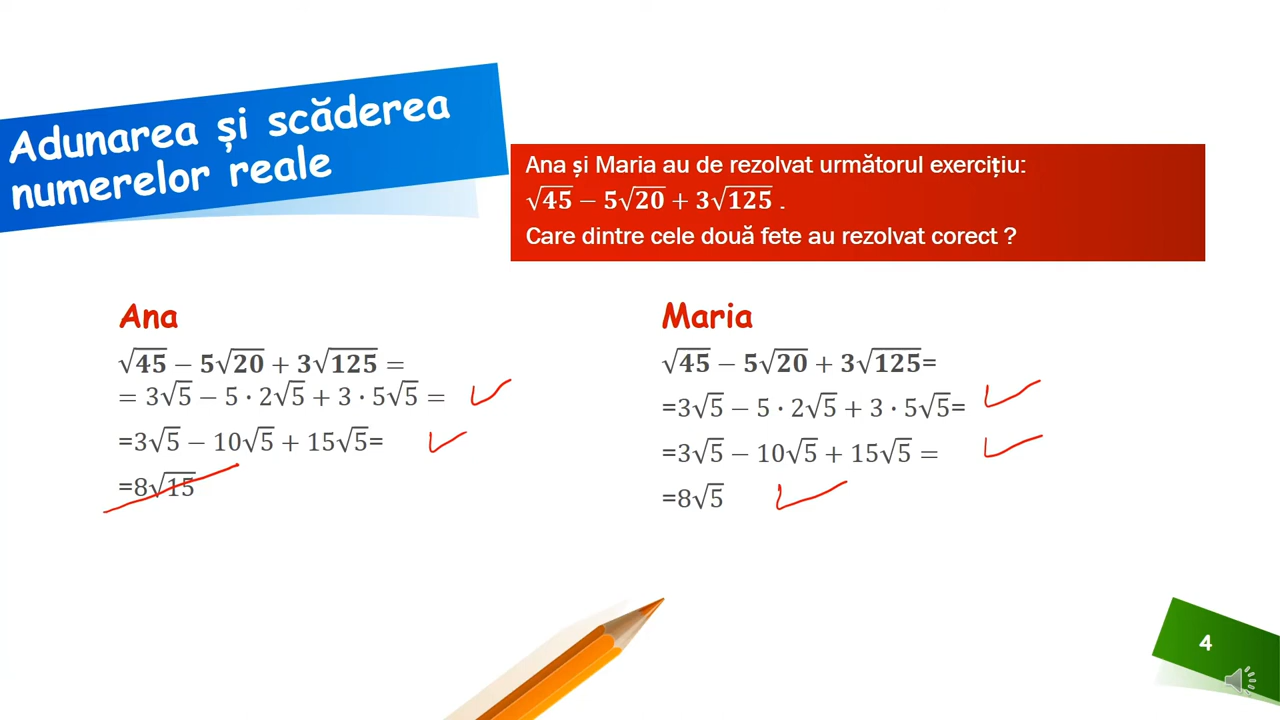 Adunarea și scăderea
numerelor reale
Ana și Maria au de rezolvat următorul exercițiu:
√45 − 5√20 + 3√125 .
Care dintre cele două fete au rezolvat corect ?
Ana
√45 − 5√20 + 3√125 =
= 3√5 − 5 · 2√5 + 3 · 5√5 =
=3√5 − 10√5 + 15√5=
=8√15
Maria
√45 − 5√20 + 3√125=
=3√5 − 5 · 2√5 + 3 · 5√5=
=3√5 − 10√5 + 15√5 =
=8√5
4